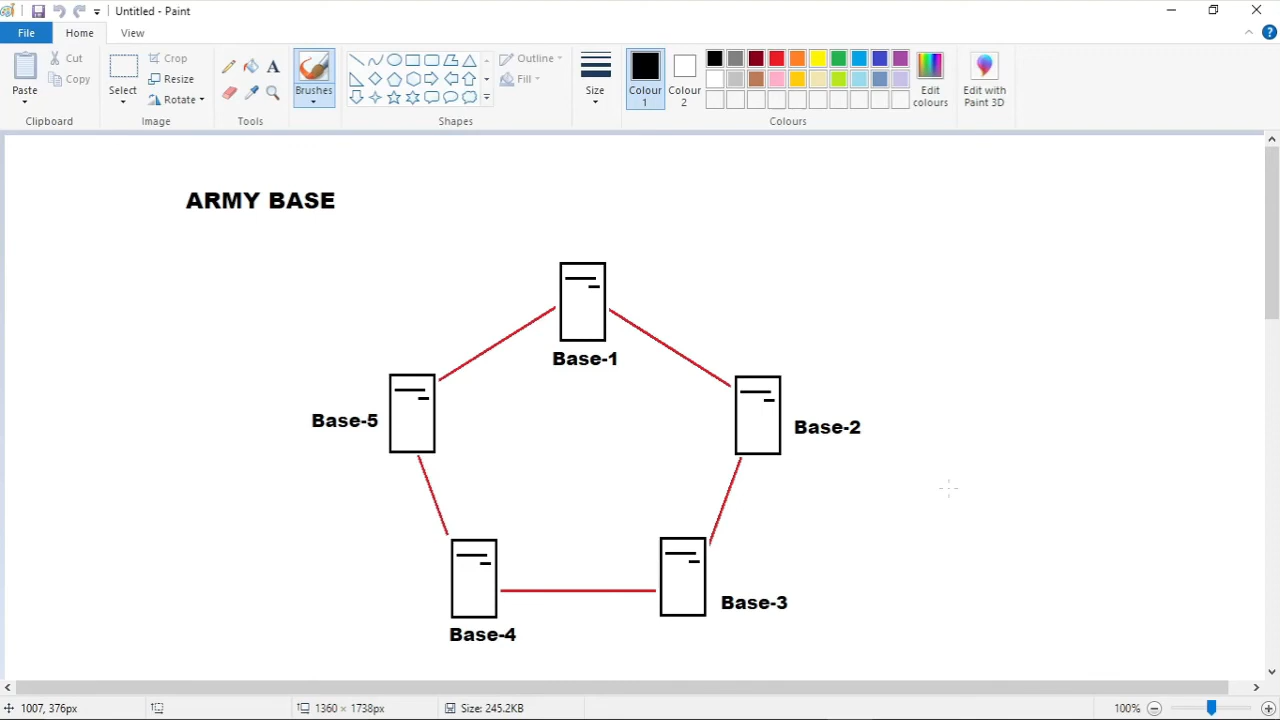 Untitled - Paint
File
Home
View
Paste
Cut
Copy
Clipboard
Select
Crop
Resize
Rotate
Image
A
Tools
Brushes
Outline
Fill
Shapes
Size
Colour
1
Colour
2
Edit
colours
Edit with
Paint 3D
Colours
ARMY BASE
Base-1
Base-5
Base-2
Base-3
Base-4
1007, 376px
1360 × 1738px
Size: 245.2KB
100%